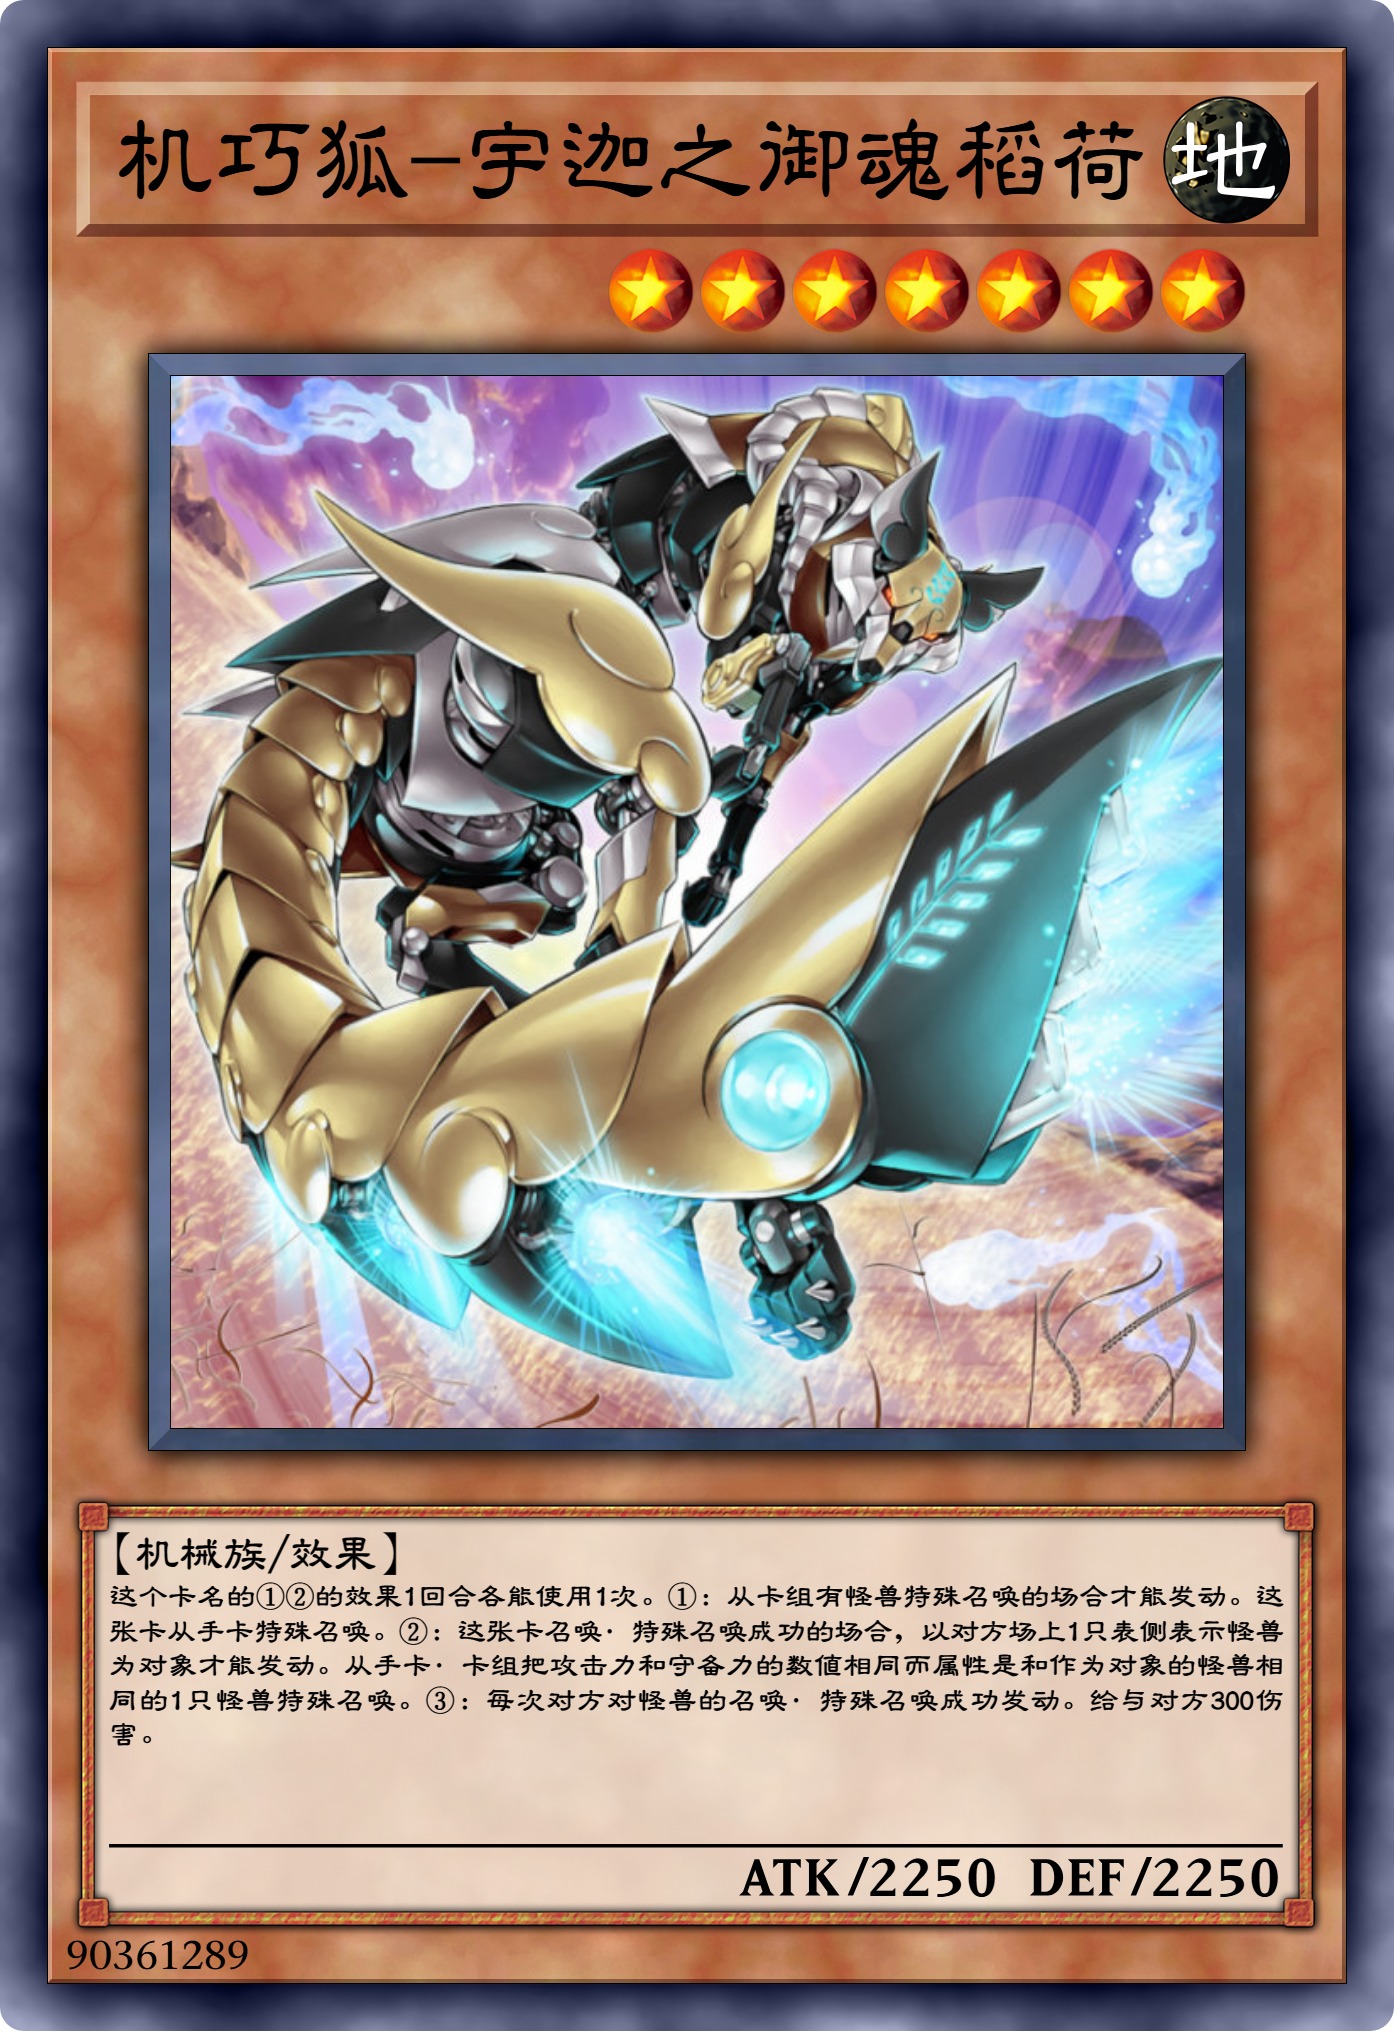 机巧狐-宇迦之御魂稻荷 地
【机械族/效果】
这个卡名的①②的效果1回合各能使用1次。①：从卡组有怪兽特殊召唤的场合才能发动。这
张卡从手卡特殊召唤。②：这张卡召唤·特殊召唤成功的场合，以对方场上1只表侧表示怪兽
为对象才能发动。从手卡·卡组把攻击力和守备力的数值相同而属性是和作为对象的怪兽相
同的1只怪兽特殊召唤。③：每次对方对怪兽的召唤·特殊召唤成功发动。给与对方300伤
害。
ATK/2250 DEF/2250
90361289